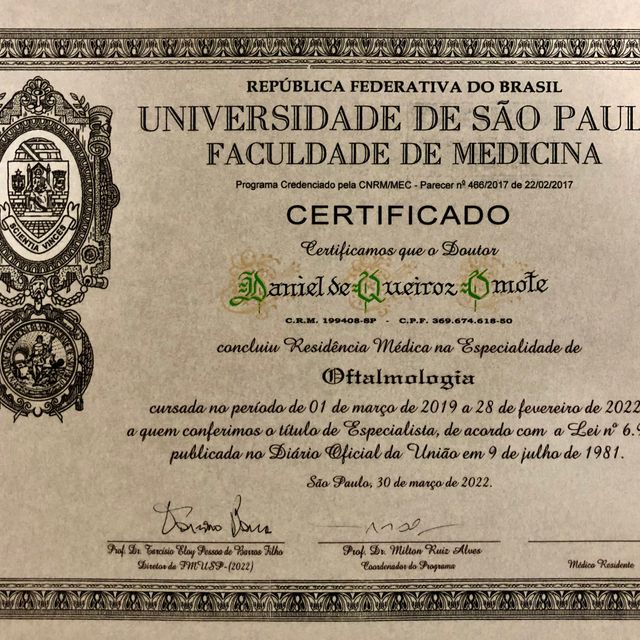 REPÚBLICA FEDERATIVA DO BRASIL
UNIVERSIDADE DE SÃO PAUL
FACULDADE DE MEDICINA
Programa Credenciado pela CNRM/MEC - Parecer nº 466/2017 de 22/02/2017
CERTIFICADO
Certificamos que o Doutor
Daniel de Queiroz Omote
C.R.M. 199408-SP - C.P.F. 369.674.618-50
concluiu Residência Médica na Especialidade de
Oftalmologia
cursada no período de 01 de março de 2019 a 28 de fevereiro de 2022
a quem conferimos o título de Especialista, de acordo com a Lei nº 6.9
publicada no Diário Oficial da União em 9 de julho de 1981.
São Paulo, 30 de março de 2022.
Prof. Dr. Tarcísio Eloy Pessoa de Barros Filho
Diretor da FMUSP-(2022)
Prof. Dr. Milton Ruiz Alves
Coordenador do Programa
Médico Residente
SCIENTIA VINCES